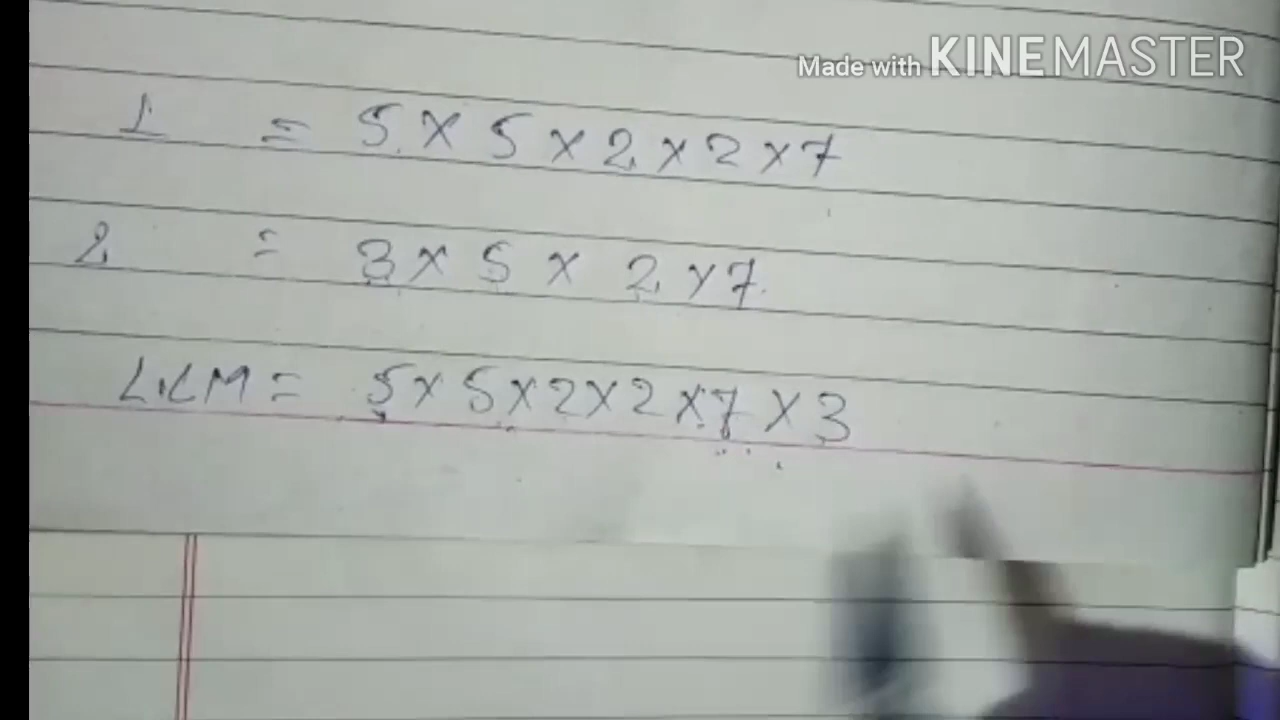 Made with KINEMASTER
1 = 5 × 5 × 2 × 2 × 7
2 = 3 × 5 × 2 × 7
L.C.M = 5 × 5 × 2 × 2 × 7 × 3